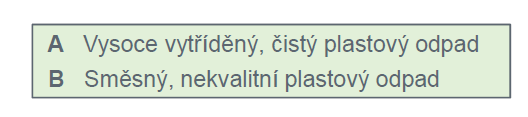 A Vysoce vytříděný, čistý plastový odpad
B Směsný, nekvalitní plastový odpad